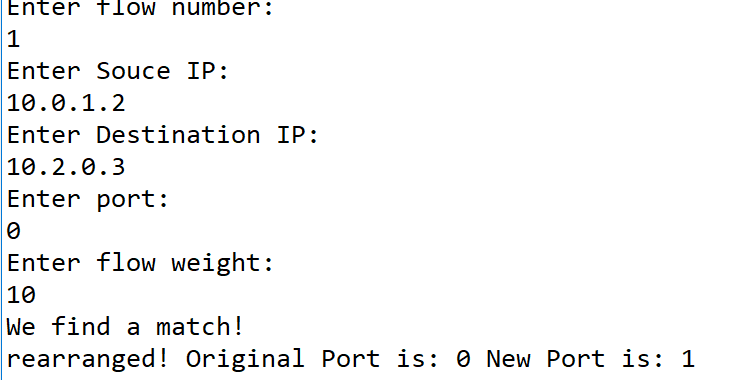 Enter flow number:
1
Enter Souce IP:
10.0.1.2
Enter Destination IP:
10.2.0.3
Enter port:
0
Enter flow weight:
10
We find a match!
rearranged! Original Port is: 0 New Port is: 1